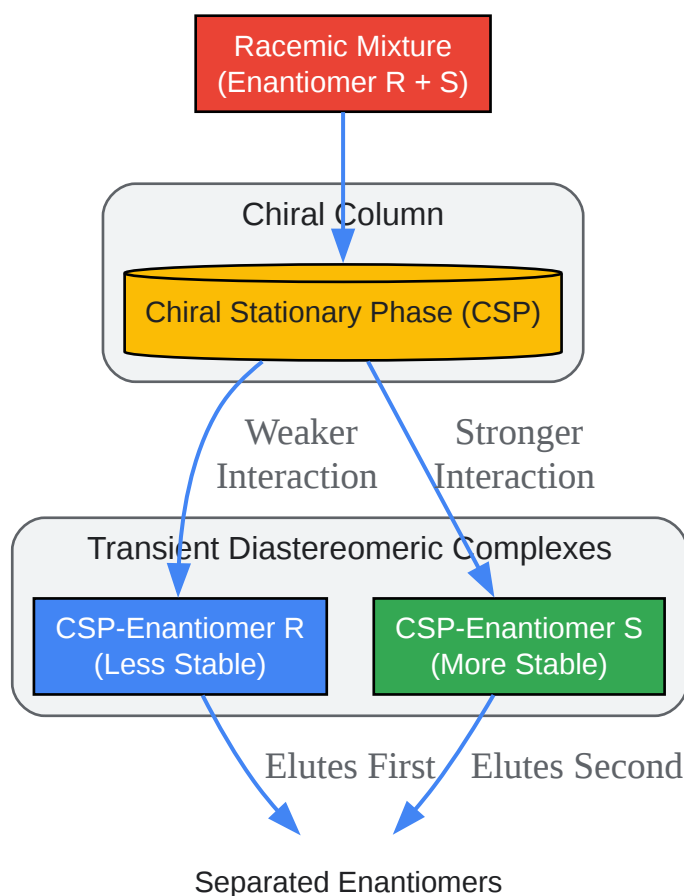 Racemic Mixture
(Enantiomer R + S)
Chiral Column
Chiral Stationary Phase (CSP)
Weaker
Interaction
Stronger
Interaction
Transient Diastereomeric Complexes
CSP-Enantiomer R
(Less Stable)
CSP-Enantiomer S
(More Stable)
Elutes First
Elutes Second
Separated Enantiomers